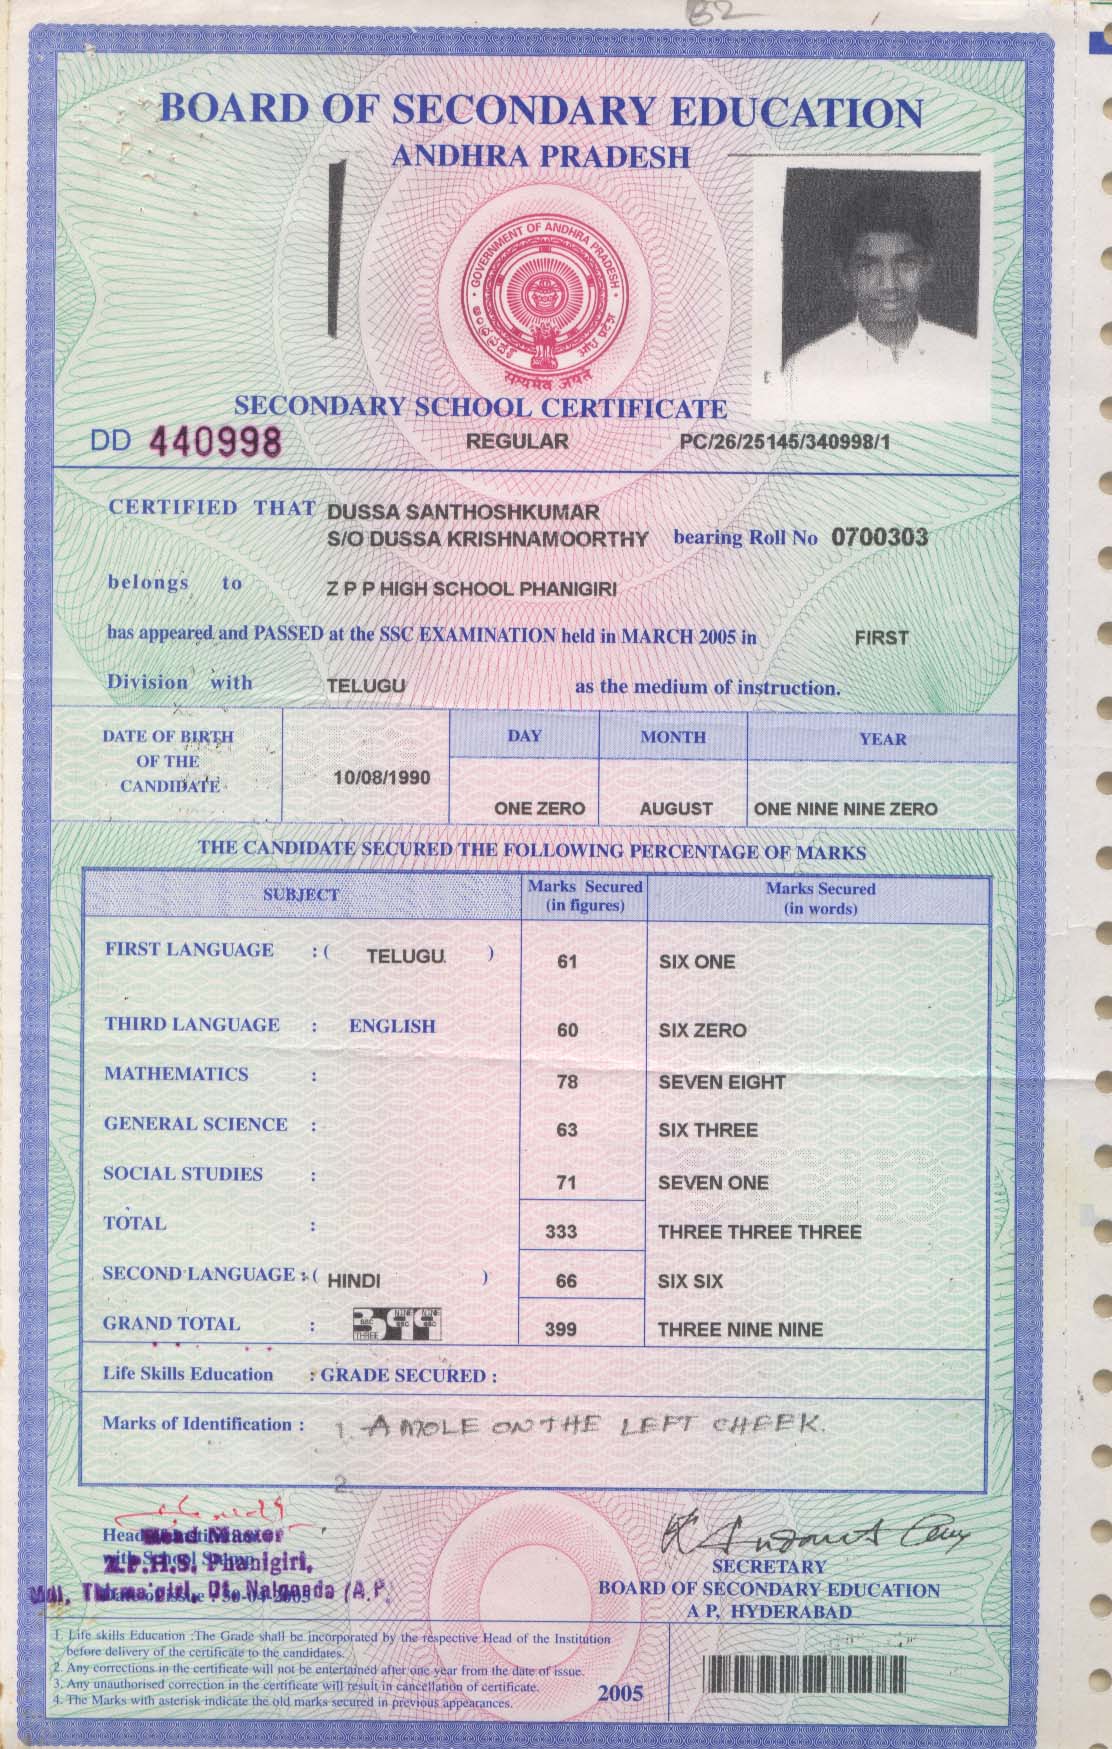 B2
BOARD OF SECONDARY EDUCATION
ANDHRA PRADESH
GOVERNMENT OF ANDHRA PRADESH
ఆంధ్రప్రదేశ్ आंध्र प्रदेश
सत्यमेव जयते
SECONDARY SCHOOL CERTIFICATE
DD 440998 REGULAR PC/26/25145/340998/1
CERTIFIED THAT DUSSA SANTHOSHKUMAR
S/O DUSSA KRISHNAMOORTHY bearing Roll No 0700303
belongs to Z P P HIGH SCHOOL PHANIGIRI
has appeared and PASSED at the SSC EXAMINATION held in MARCH 2005 in FIRST
Division with TELUGU as the medium of instruction.
DATE OF BIRTH
OF THE
CANDIDATE
10/08/1990
DAY MONTH YEAR
ONE ZERO AUGUST ONE NINE NINE ZERO
THE CANDIDATE SECURED THE FOLLOWING PERCENTAGE OF MARKS
SUBJECT Marks Secured (in figures) Marks Secured (in words)
FIRST LANGUAGE : ( TELUGU ) 61 SIX ONE
THIRD LANGUAGE : ENGLISH 60 SIX ZERO
MATHEMATICS : 78 SEVEN EIGHT
GENERAL SCIENCE : 63 SIX THREE
SOCIAL STUDIES : 71 SEVEN ONE
TOTAL : 333 THREE THREE THREE
SECOND LANGUAGE : ( HINDI ) 66 SIX SIX
GRAND TOTAL : 399 399 THREE NINE NINE
Life Skills Education : GRADE SECURED :
Marks of Identification : 1. A MOLE ON THE LEFT CHEEK.
2.
Head Master
Z.P.H.S. Phanigiri,
Dt. Nalgonda (A.P.
SECRETARY
BOARD OF SECONDARY EDUCATION
A P, HYDERABAD
1. Life skills Education :The Grade shall be incorporated by the respective Head of the Institution
before delivery of the certificate to the candidates.
2. Any corrections in the certificate will not be entertained after one year from the date of issue.
3. Any unauthorised correction in the certificate will result in cancellation of certificate.
4. The Marks with asterisk indicate the old marks secured in previous appearances.
2005